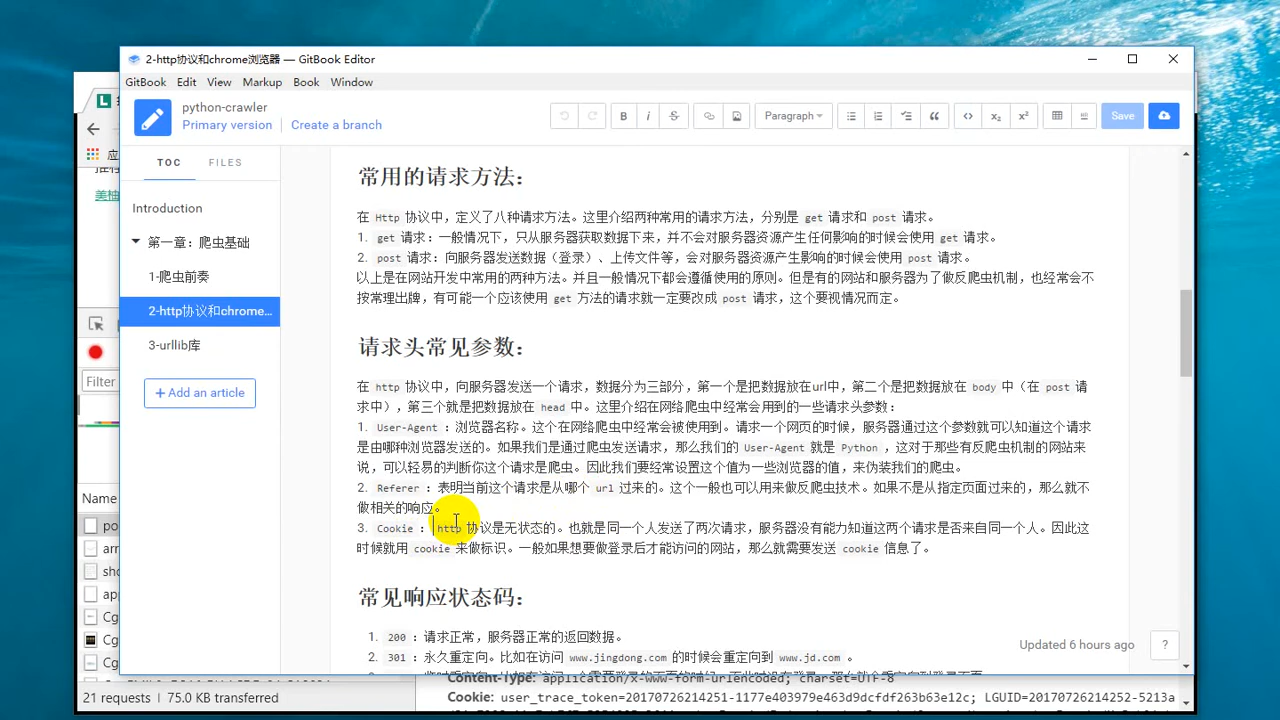 2-http协议和chrome浏览器 — GitBook Editor
GitBook Edit View Markup Book Window
python-crawler
Primary version Create a branch
B i S Paragraph x₂ x² Save
TOC FILES
Introduction
第一章：爬虫基础
1-爬虫前奏
2-http协议和chrome...
3-urllib库
+ Add an article
常用的请求方法：
在 Http 协议中，定义了八种请求方法。这里介绍两种常用的请求方法，分别是 get 请求和 post 请求。
1. get 请求：一般情况下，只从服务器获取数据下来，并不会对服务器资源产生任何影响的时候会使用 get 请求。
2. post 请求：向服务器发送数据（登录）、上传文件等，会对服务器资源产生影响的时候会使用 post 请求。
以上是在网站开发中常用的两种方法。并且一般情况下都会遵循使用的原则。但是有的网站和服务器为了做反爬虫机制，也经常会不
按常理出牌，有可能一个应该使用 get 方法的请求就一定要改成 post 请求，这个要视情况而定。
请求头常见参数：
在 http 协议中，向服务器发送一个请求，数据分为三部分，第一个是把数据放在url中，第二个是把数据放在 body 中（在 post 请
求中），第三个就是把数据放在 head 中。这里介绍在网络爬虫中经常会用到的一些请求头参数：
1. User-Agent ：浏览器名称。这个在网络爬虫中经常会被使用到。请求一个网页的时候，服务器通过这个参数就可以知道这个请求
是由哪种浏览器发送的。如果我们是通过爬虫发送请求，那么我们的 User-Agent 就是 Python ，这对于那些有反爬虫机制的网站来
说，可以轻易的判断你这个请求是爬虫。因此我们要经常设置这个值为一些浏览器的值，来伪装我们的爬虫。
2. Referer ：表明当前这个请求是从哪个 url 过来的。这个一般也可以用来做反爬虫技术。如果不是从指定页面过来的，那么就不
做相关的响应。
3. Cookie ： http 协议是无状态的。也就是同一个人发送了两次请求，服务器没有能力知道这两个请求是否来自同一个人。因此这
时候就用 cookie 来做标识。一般如果想要做登录后才能访问的网站，那么就需要发送 cookie 信息了。
常见响应状态码：
1. 200 ：请求正常，服务器正常的返回数据。
2. 301 ：永久重定向。比如在访问 www.jingdong.com 的时候会重定向到 www.jd.com 。
Updated 6 hours ago ?
应
美柚
Filter
Name
po
arr
sho
ap
Cg
Cg
Cg
21 requests | 75.0 KB transferred
Content-Type: application/x-www-form-urlencoded; charset=UTF-8
Cookie: user_trace_token=20170726214251-1177e403979e463d9dcfdf263b63e12c; LGUID=20170726214252-5213a